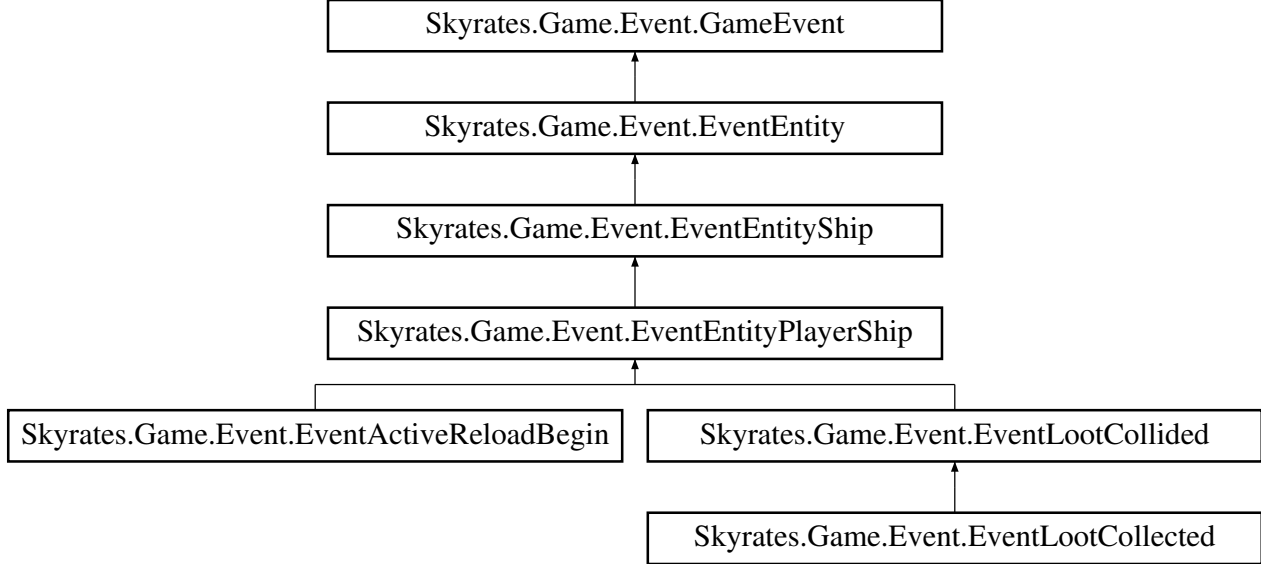 Skyrates.Game.Event.GameEvent
Skyrates.Game.Event.EventEntity
Skyrates.Game.Event.EventEntityShip
Skyrates.Game.Event.EventEntityPlayerShip
Skyrates.Game.Event.EventActiveReloadBegin
Skyrates.Game.Event.EventLootCollided
Skyrates.Game.Event.EventLootCollected